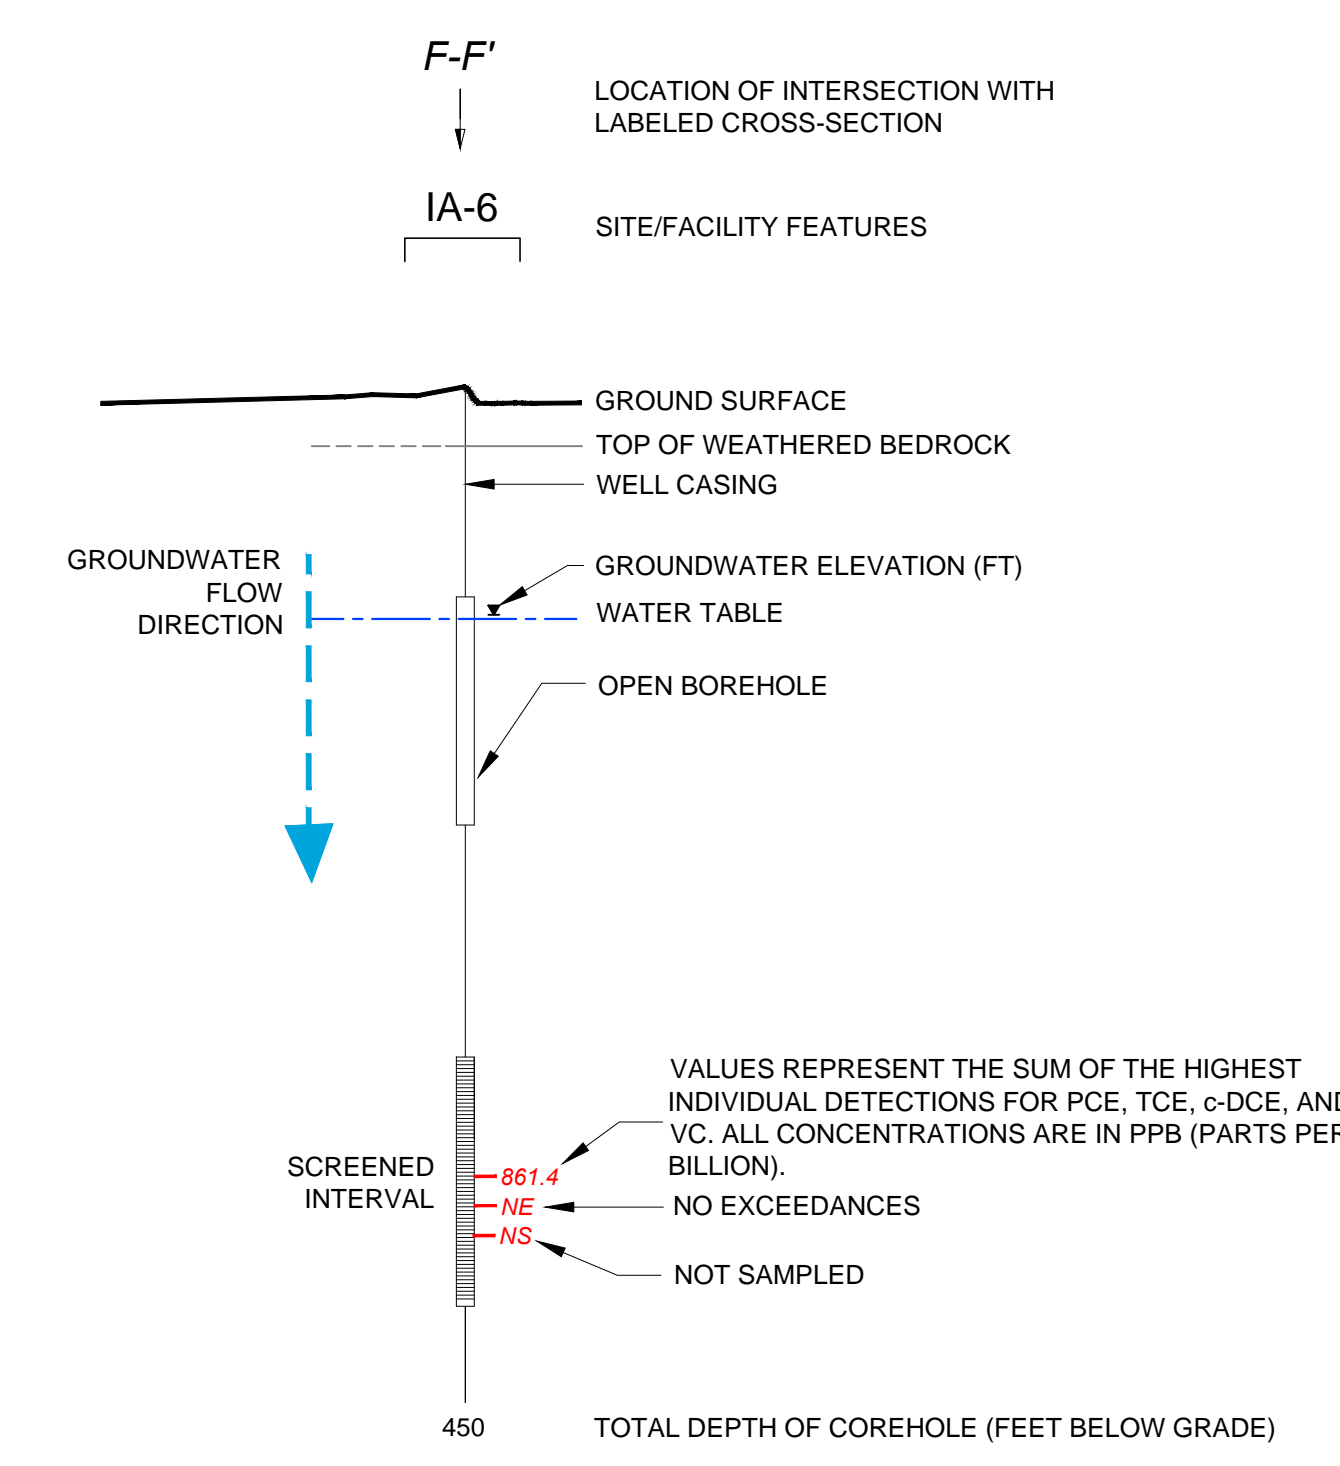 F-F'
LOCATION OF INTERSECTION WITH
LABELED CROSS-SECTION
IA-6
SITE/FACILITY FEATURES
GROUND SURFACE
TOP OF WEATHERED BEDROCK
WELL CASING
GROUNDWATER
FLOW
DIRECTION
GROUNDWATER ELEVATION (FT)
WATER TABLE
OPEN BOREHOLE
VALUES REPRESENT THE SUM OF THE HIGHEST
INDIVIDUAL DETECTIONS FOR PCE, TCE, c-DCE, AND
VC. ALL CONCENTRATIONS ARE IN PPB (PARTS PER
BILLION).
SCREENED
INTERVAL
861.4
NE
NO EXCEEDANCES
NS
NOT SAMPLED
450
TOTAL DEPTH OF COREHOLE (FEET BELOW GRADE)